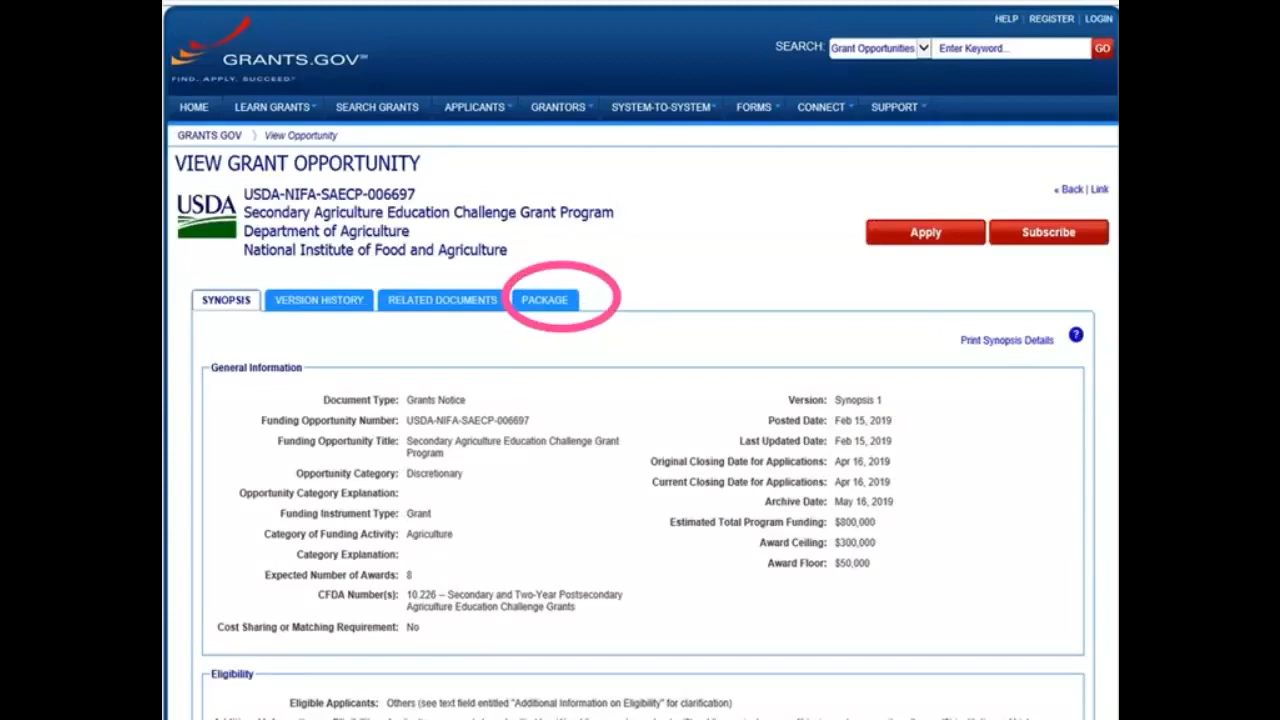 HELP | REGISTER | LOGIN
SEARCH: Grant Opportunities Enter Keyword... GO
GRANTS.GOV™
FIND. APPLY. SUCCEED.™
HOME LEARN GRANTS SEARCH GRANTS APPLICANTS GRANTORS SYSTEM-TO-SYSTEM FORMS CONNECT SUPPORT
GRANTS.GOV 〉 View Opportunity
VIEW GRANT OPPORTUNITY
USDA
USDA-NIFA-SAECP-006697
Secondary Agriculture Education Challenge Grant Program
Department of Agriculture
National Institute of Food and Agriculture
« Back | Link
Apply Subscribe
SYNOPSIS VERSION HISTORY RELATED DOCUMENTS PACKAGE
Print Synopsis Details ?
General Information
Document Type: Grants Notice
Funding Opportunity Number: USDA-NIFA-SAECP-006697
Funding Opportunity Title: Secondary Agriculture Education Challenge Grant
Program
Opportunity Category: Discretionary
Opportunity Category Explanation:
Funding Instrument Type: Grant
Category of Funding Activity: Agriculture
Category Explanation:
Expected Number of Awards: 8
CFDA Number(s): 10.226 -- Secondary and Two-Year Postsecondary
Agriculture Education Challenge Grants
Cost Sharing or Matching Requirement: No
Version: Synopsis 1
Posted Date: Feb 15, 2019
Last Updated Date: Feb 15, 2019
Original Closing Date for Applications: Apr 16, 2019
Current Closing Date for Applications: Apr 16, 2019
Archive Date: May 16, 2019
Estimated Total Program Funding: $800,000
Award Ceiling: $300,000
Award Floor: $50,000
Eligibility
Eligible Applicants: Others (see text field entitled "Additional Information on Eligibility" for clarification)